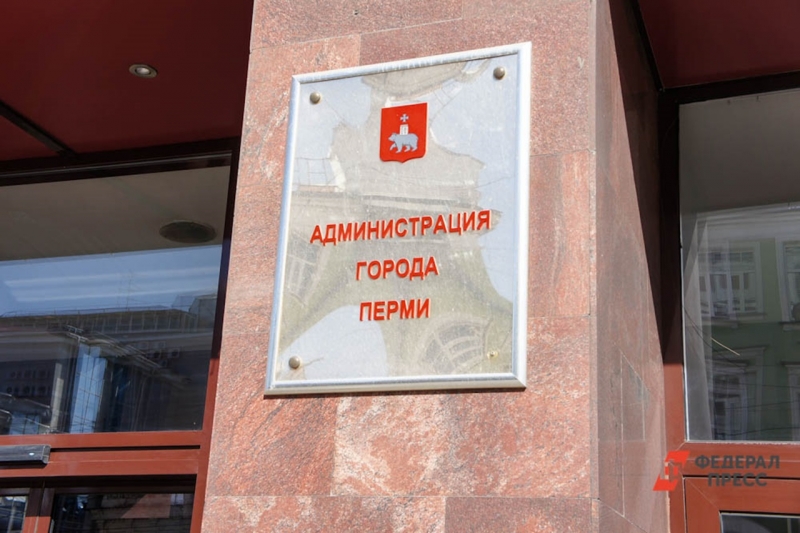 АДМИНИСТРАЦИЯ
ГОРОДА
ПЕРМИ
ФЕДЕРАЛ
ПРЕСС